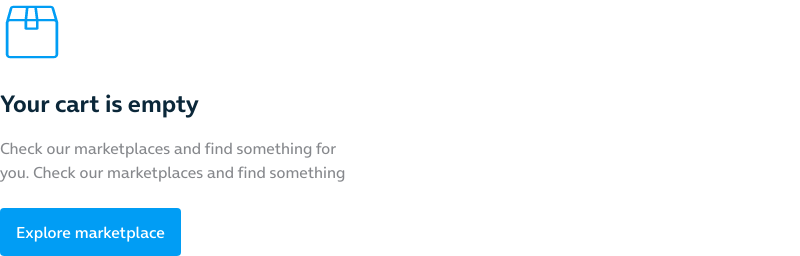 Your cart is empty
Check our marketplaces and find something for
you. Check our marketplaces and find something
Explore marketplace